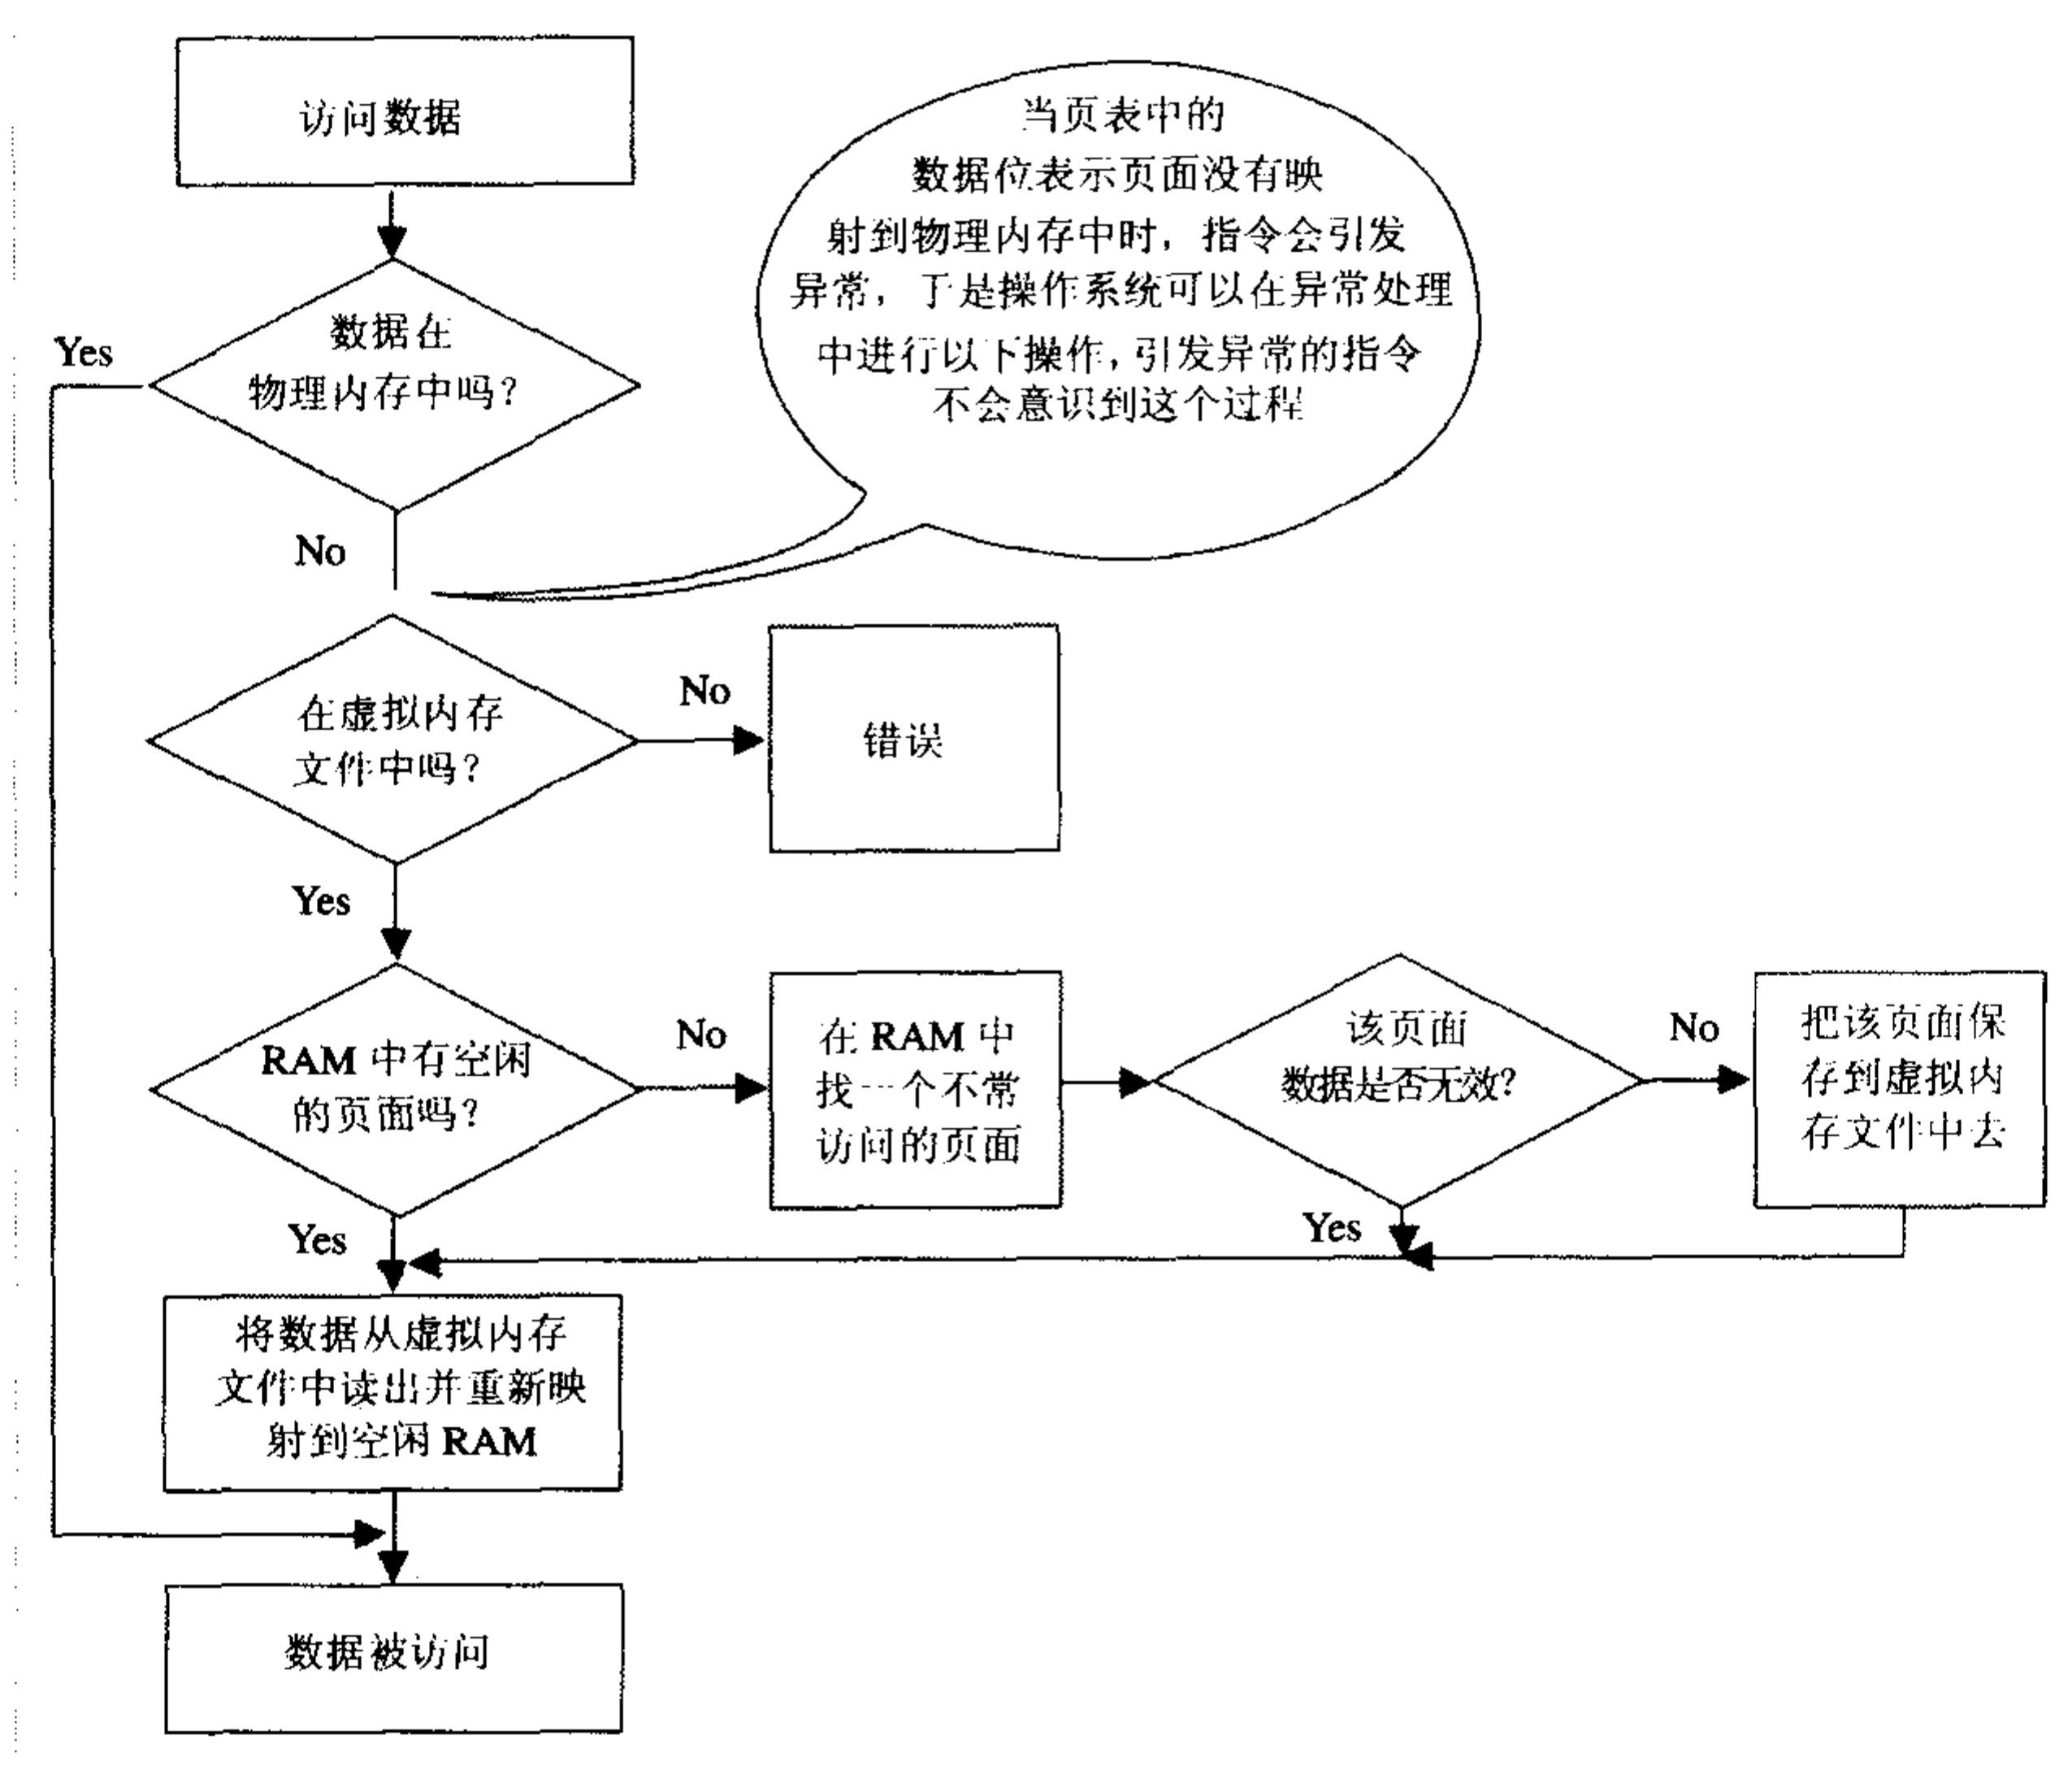 访问数据
当页表中的
数据位表示页面没有映
射到物理内存中时，指令会引发
异常，于是操作系统可以在异常处理
中进行以下操作，引发异常的指令
不会意识到这个过程
Yes
数据在
物理内存中吗？
No
在虚拟内存
文件中吗？
No
错误
Yes
RAM 中有空闲
的页面吗？
No
在 RAM 中
找一个不常
访问的页面
该页面
数据是否无效？
No
把该页面保
存到虚拟内
存文件中去
Yes
Yes
将数据从虚拟内存
文件中读出并重新映
射到空闲 RAM
数据被访问